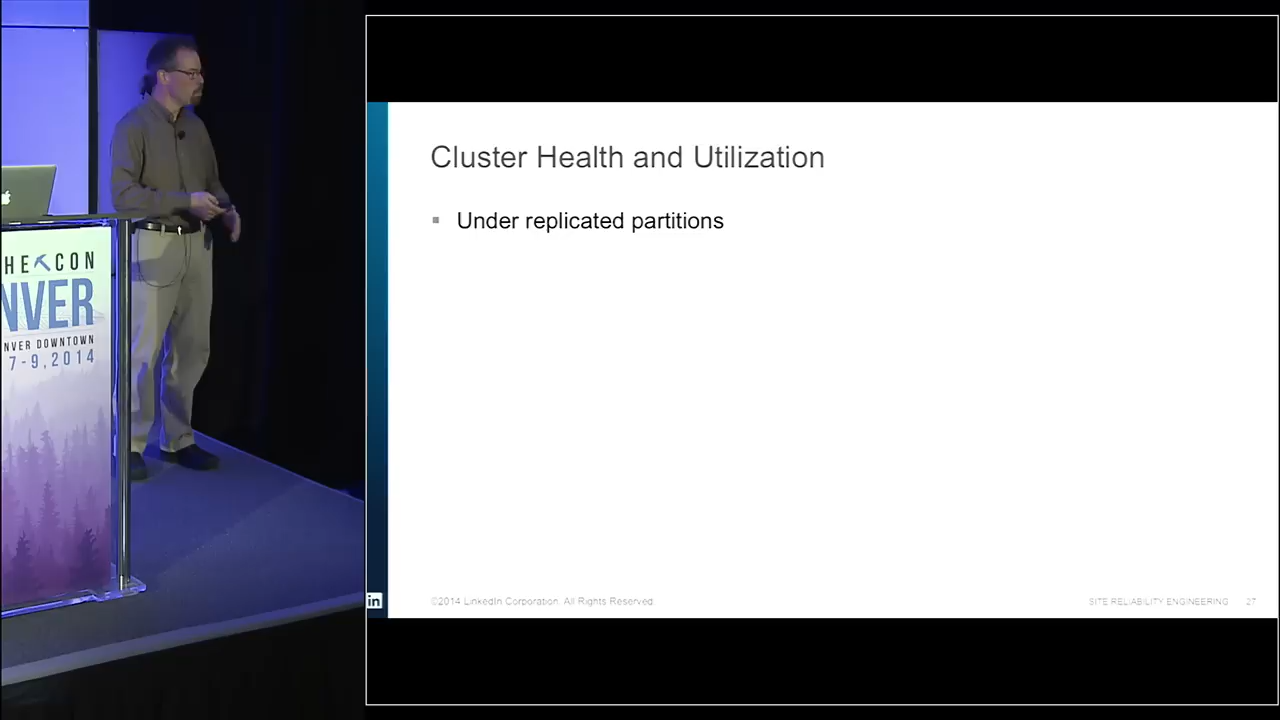 HE CON
NVER
NVER DOWNTOWN
7-9, 2014
Cluster Health and Utilization
Under replicated partitions
in
©2014 LinkedIn Corporation. All Rights Reserved.
SITE RELIABILITY ENGINEERING 27